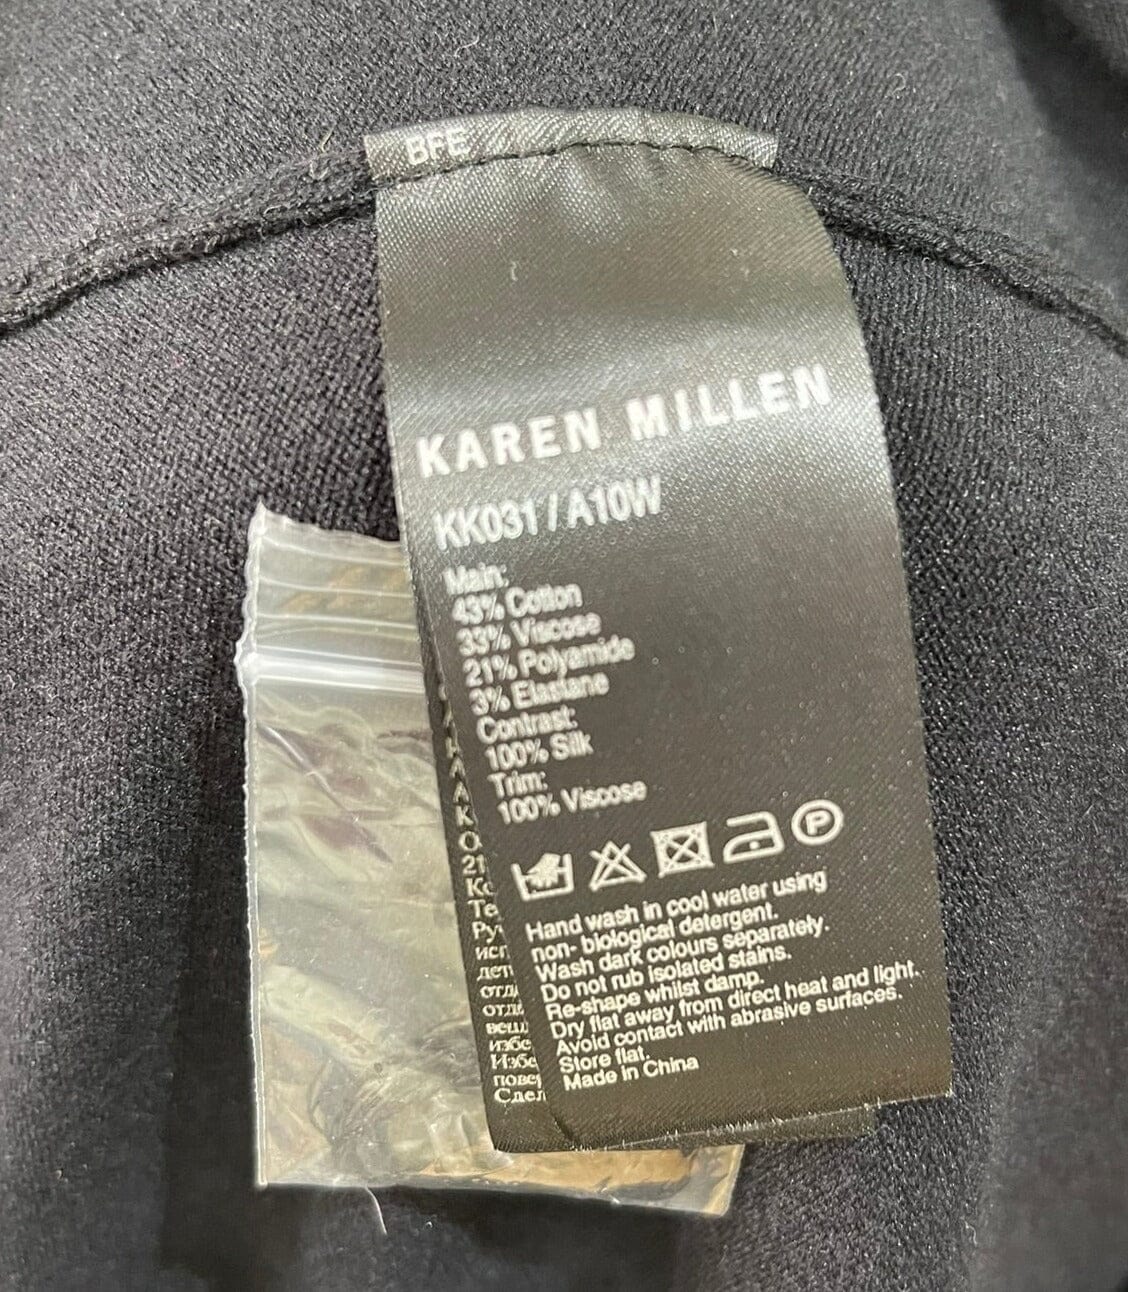 BFE
KAREN MILLEN
KK031 / A10W
Main:
43% Cotton
33% Viscose
21% Polyamide
3% Elastane
Contrast:
100% Silk
Trim:
100% Viscose
P
Hand wash in cool water using
non- biological detergent.
Wash dark colours separately.
Do not rub isolated stains.
Re-shape whilst damp.
Dry flat away from direct heat and light.
Avoid contact with abrasive surfaces.
Store flat.
Made in China
21